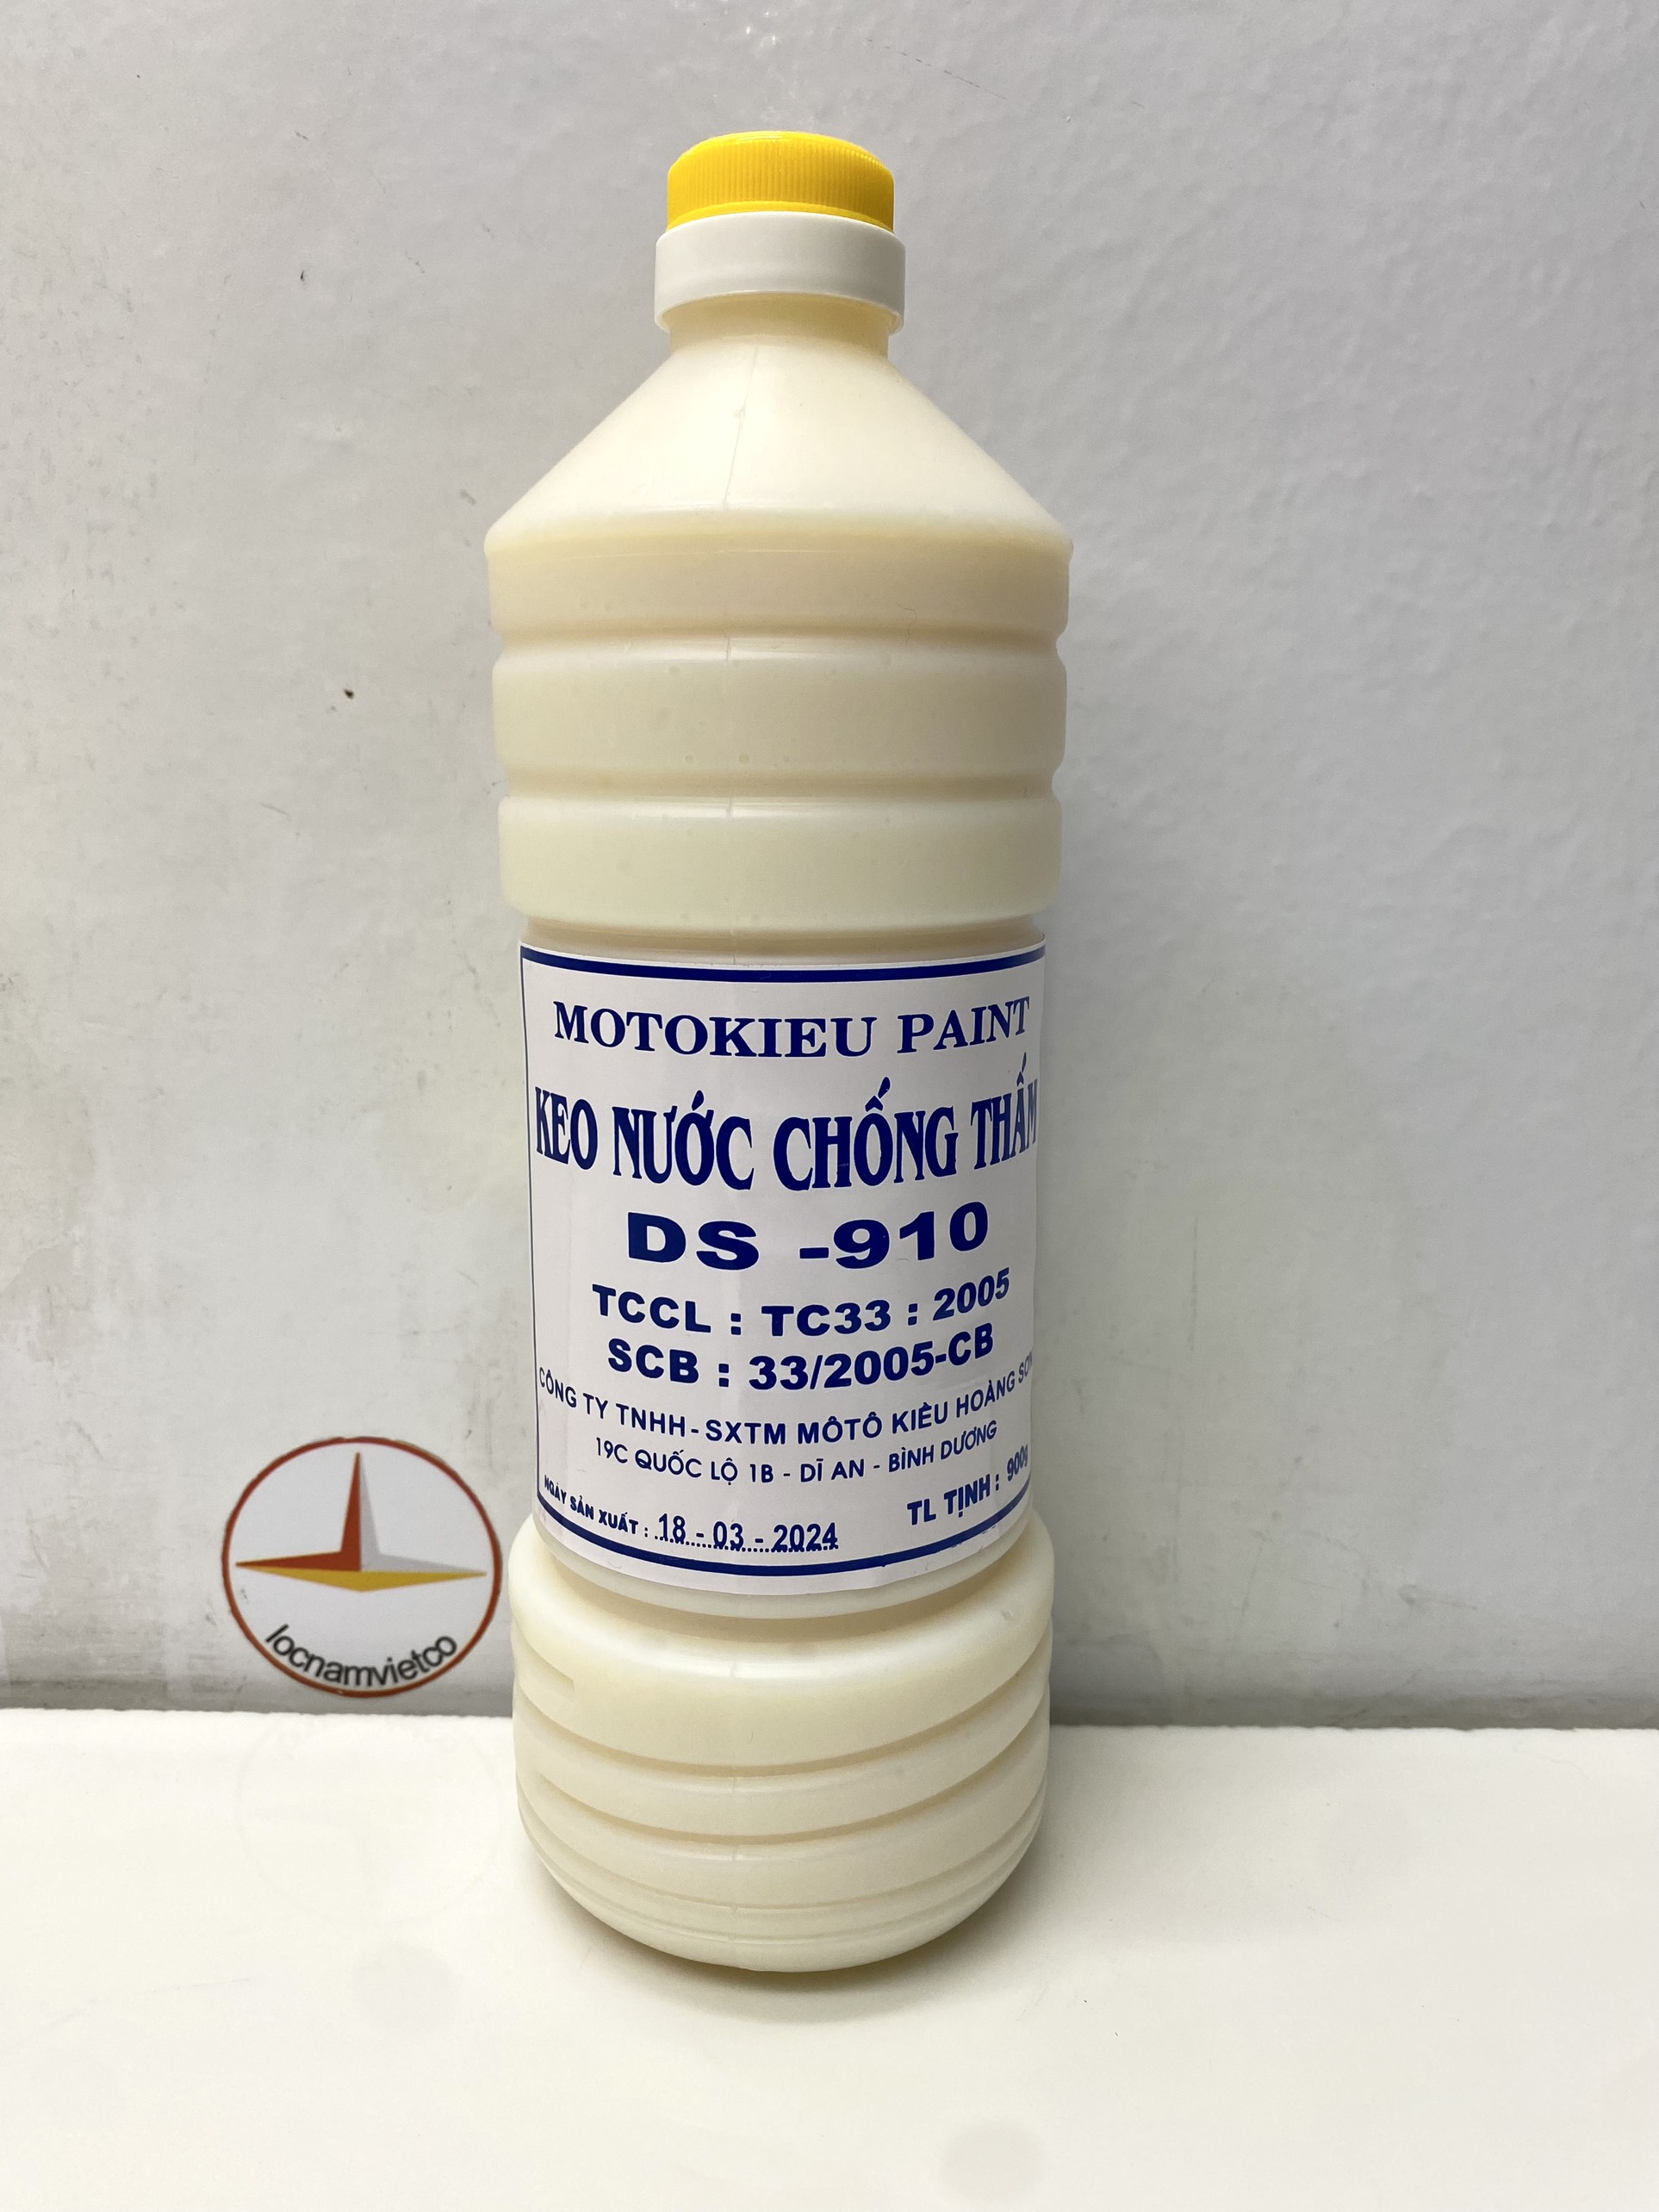 MOTOKIEU PAINT
KEO NƯỚC CHỐNG THẤM
DS -910
TCCL : TC33 : 2005
SCB : 33/2005-CB
CÔNG TY TNHH-SXTM MÔTÔ KIỀU HOÀNG SƠN
19C QUỐC LỘ 1B - DĨ AN - BÌNH DƯƠNG
TL TỊNH : 900g
NGÀY SẢN XUẤT : 18 - 03 - 2024
locnamvietco